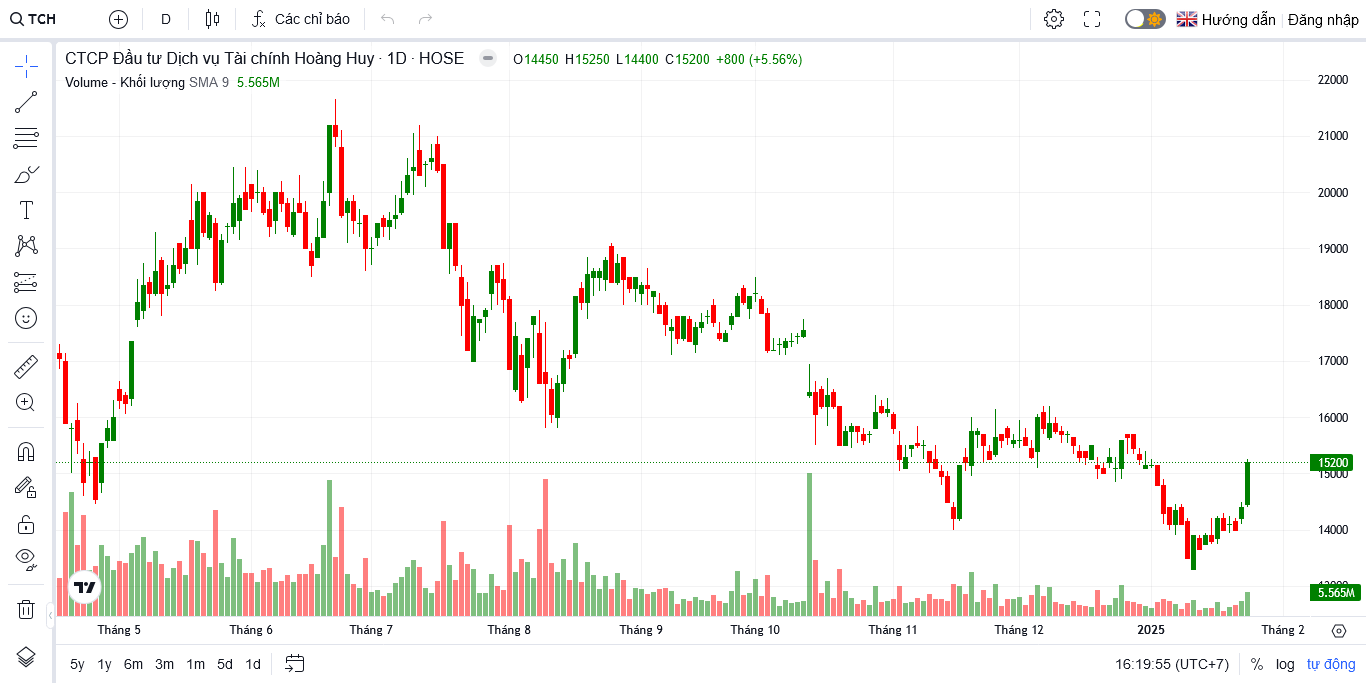 TCH D Các chỉ báo Hướng dẫn Đăng nhập
CTCP Đầu tư Dịch vụ Tài chính Hoàng Huy · 1D · HOSE O14450 H15250 L14400 C15200 +800 (+5.56%)
Volume - Khối lượng SMA 9 5.565M
22000
21000
20000
19000
18000
17000
16000
15200
15000
14000
13000
5.565M
Tháng 5 Tháng 6 Tháng 7 Tháng 8 Tháng 9 Tháng 10 Tháng 11 Tháng 12 2025 Tháng 2
5y 1y 6m 3m 1m 5d 1d 16:19:55 (UTC+7) % log tự động